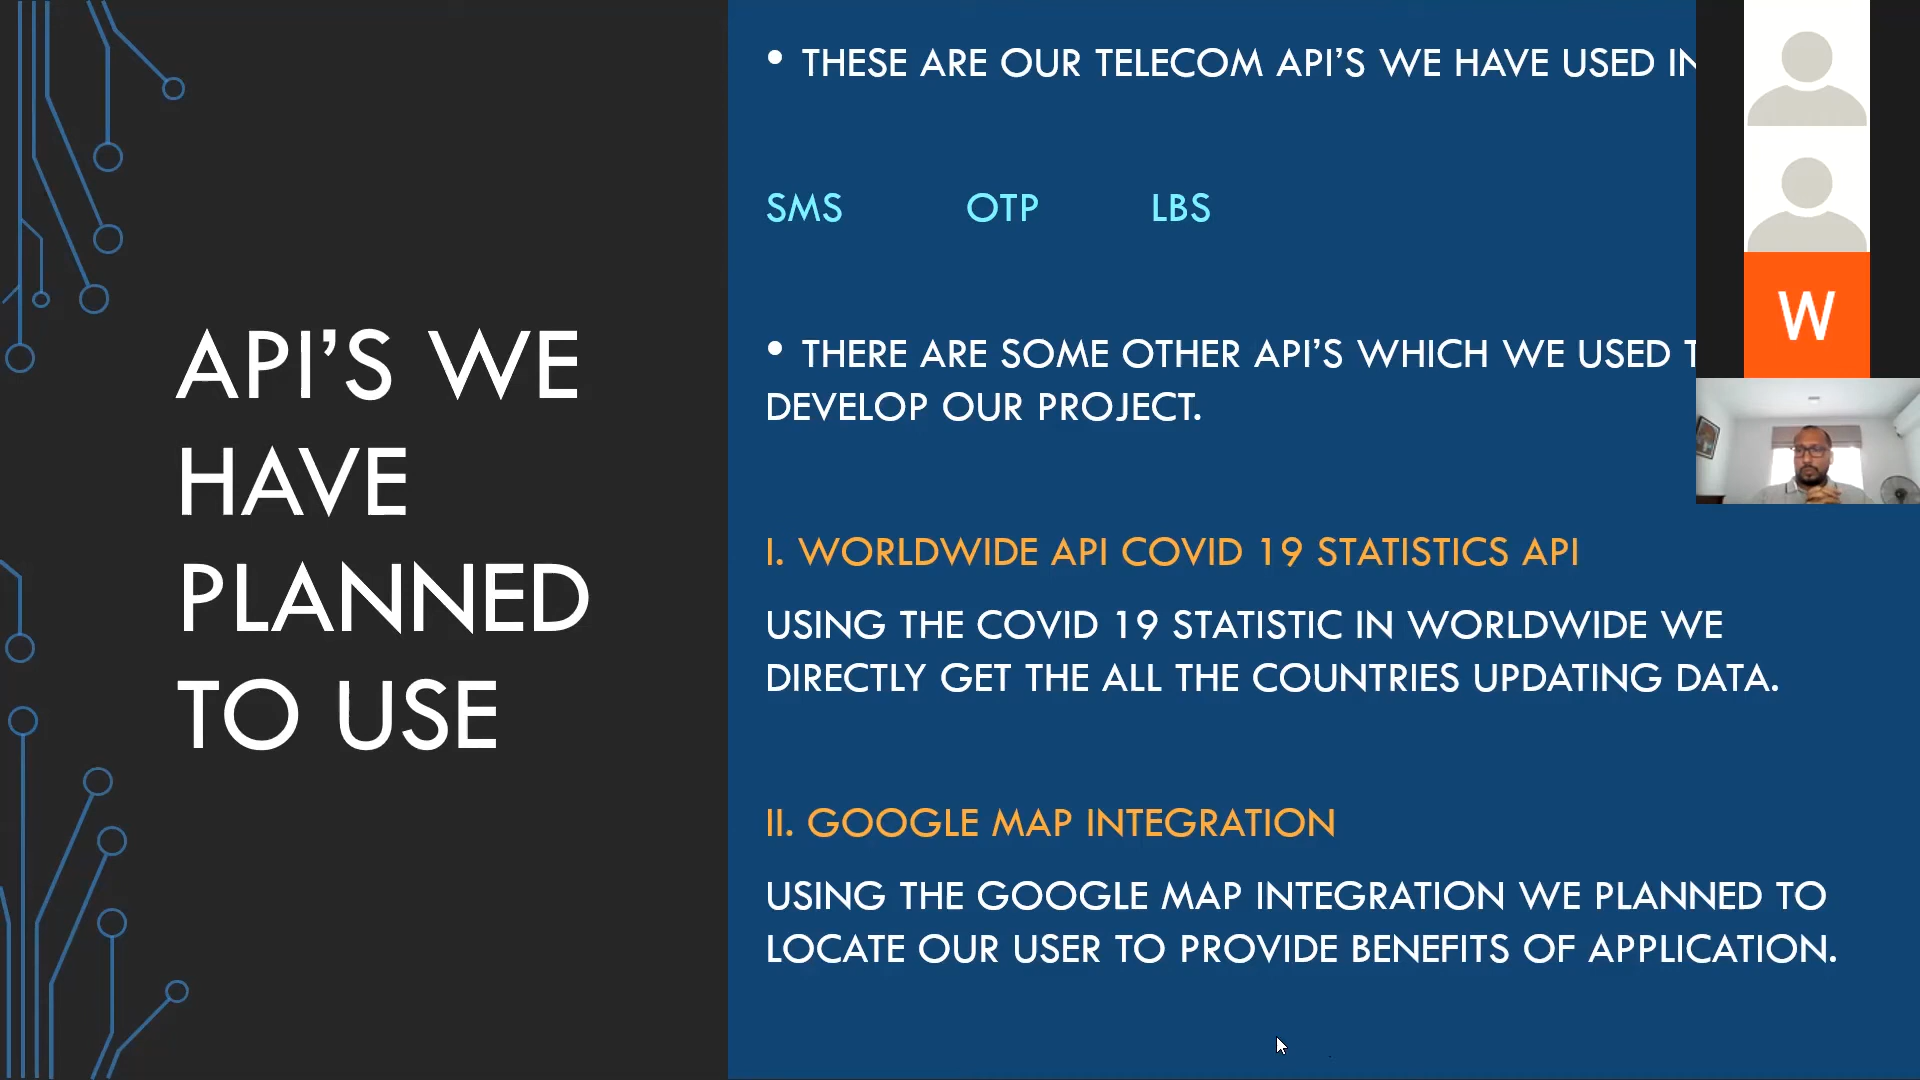 API’S WE
HAVE
PLANNED
TO USE
• THESE ARE OUR TELECOM API’S WE HAVE USED IN
SMS OTP LBS
• THERE ARE SOME OTHER API’S WHICH WE USED
DEVELOP OUR PROJECT.
I. WORLDWIDE API COVID 19 STATISTICS API
USING THE COVID 19 STATISTIC IN WORLDWIDE WE
DIRECTLY GET THE ALL THE COUNTRIES UPDATING DATA.
II. GOOGLE MAP INTEGRATION
USING THE GOOGLE MAP INTEGRATION WE PLANNED TO
LOCATE OUR USER TO PROVIDE BENEFITS OF APPLICATION.
W